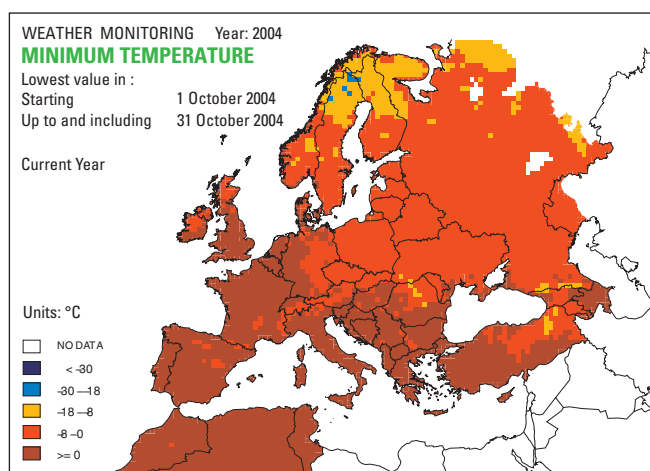 WEATHER MONITORING Year: 2004
MINIMUM TEMPERATURE
Lowest value in :
Starting 1 October 2004
Up to and including 31 October 2004
Current Year
Units: °C
NO DATA
< -30
-30 —18
-18 —8
-8 -0
>= 0